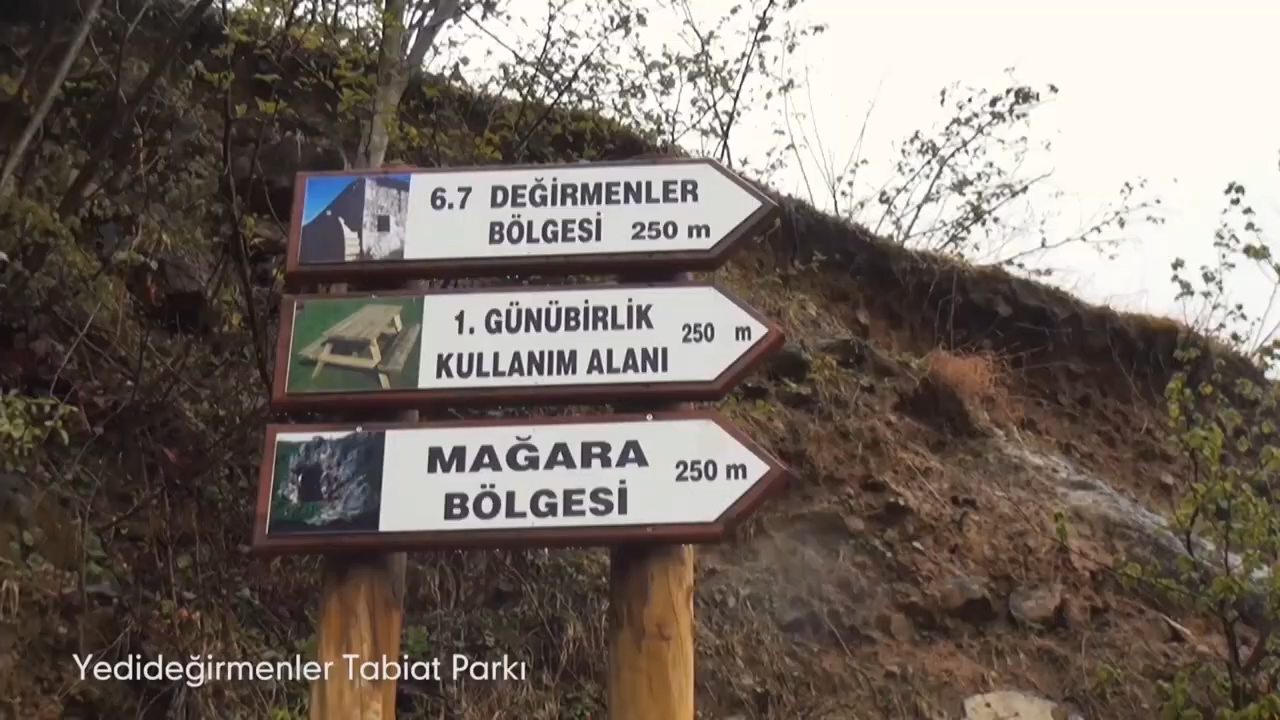 6.7 DEĞİRMENLER
BÖLGESİ 250 m
1. GÜNÜBİRLİK
KULLANIM ALANI 250 m
MAĞARA
BÖLGESİ 250 m
Yedideğirmenler Tabiat Parkı